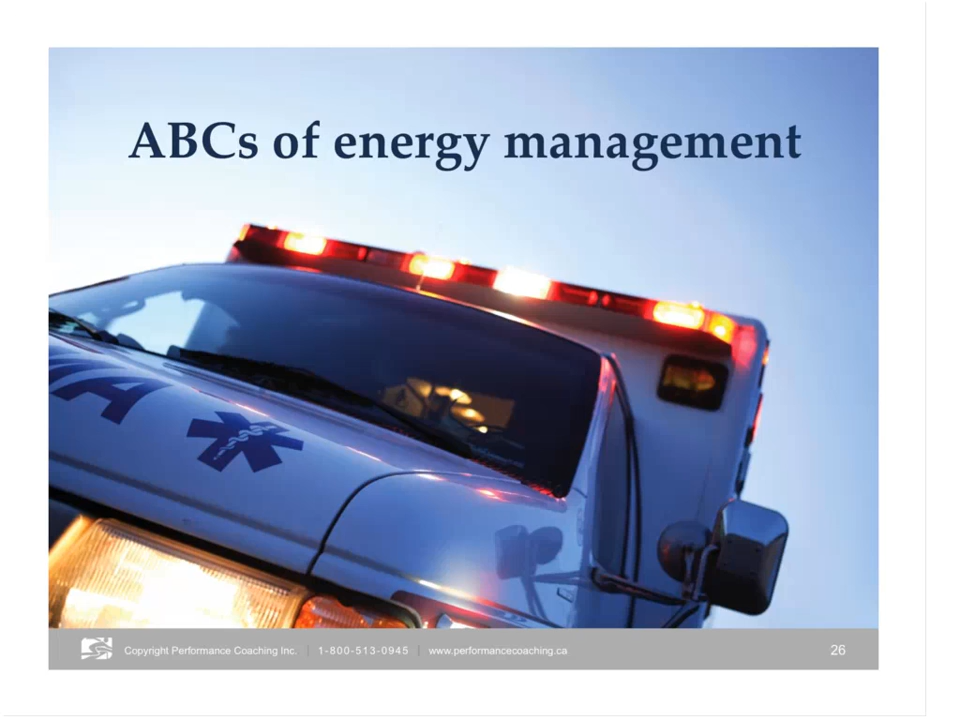 ABCs of energy management
Copyright Performance Coaching Inc. | 1-800-513-0945 | www.performancecoaching.ca
26